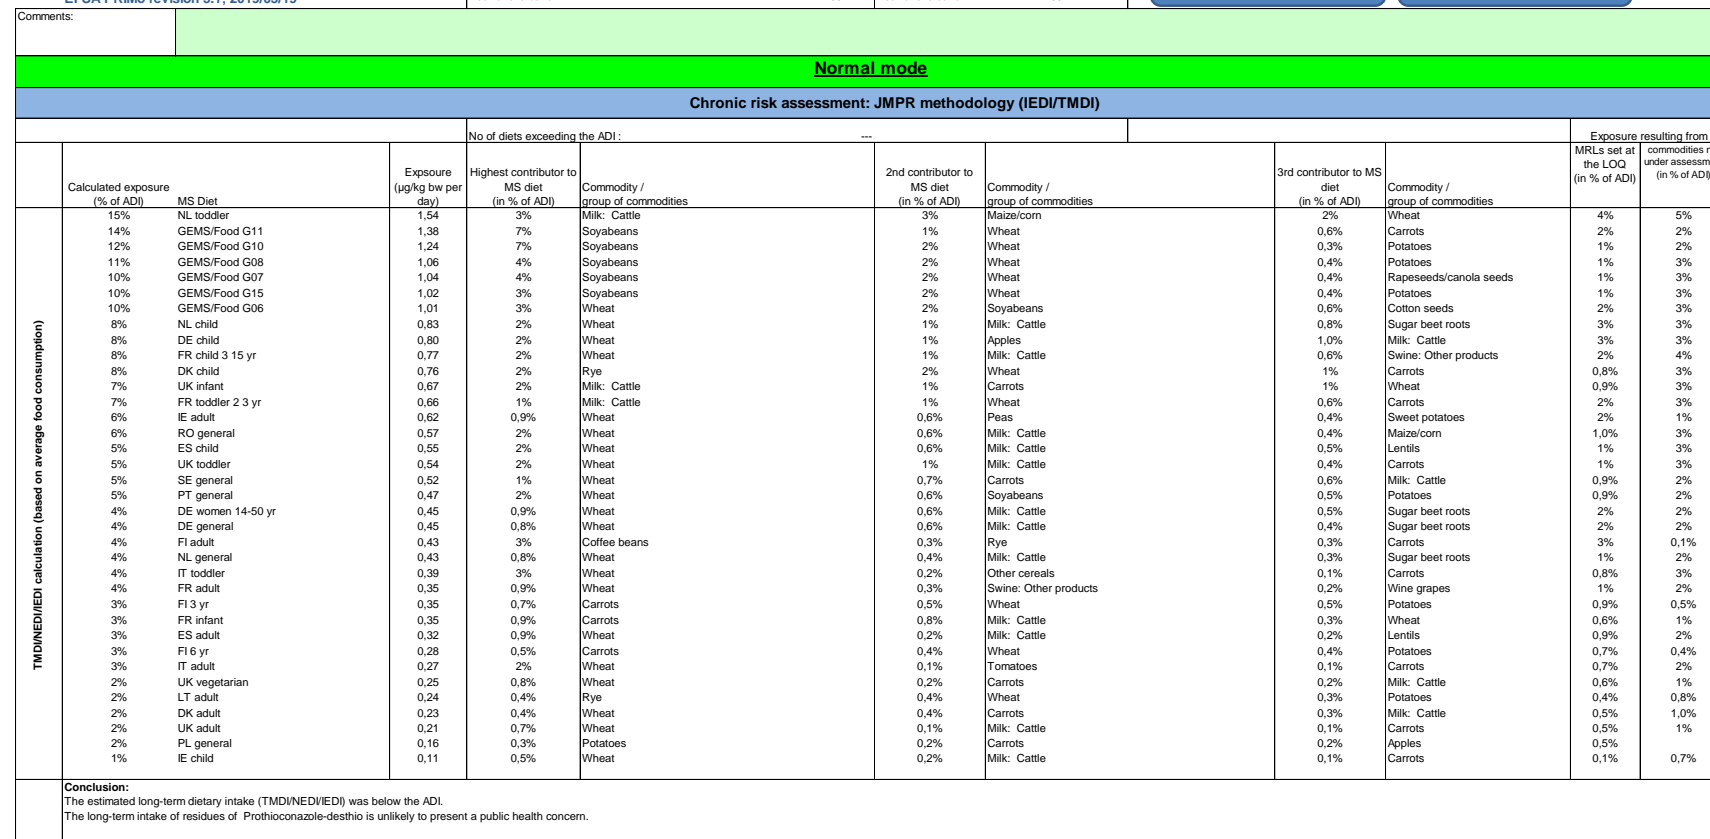 Comments:
Normal mode
Chronic risk assessment: JMPR methodology (IEDI/TMDI)
No of diets exceeding the ADI : --- Exposure resulting from
Calculated exposure (% of ADI) MS Diet Expsoure (µg/kg bw per day) Highest contributor to MS diet (in % of ADI) Commodity / group of commodities 2nd contributor to MS diet (in % of ADI) Commodity / group of commodities 3rd contributor to MS diet (in % of ADI) Commodity / group of commodities MRLs set at the LOQ (in % of ADI) commodities under assessm (in % of ADI)
TMDI/NEDI/IEDI calculation (based on average food consumption)
15% NL toddler 1,54 3% Milk: Cattle 3% Maize/corn 2% Wheat 4% 5%
14% GEMS/Food G11 1,38 7% Soyabeans 1% Wheat 0,6% Carrots 2% 2%
12% GEMS/Food G10 1,24 7% Soyabeans 2% Wheat 0,3% Potatoes 1% 2%
11% GEMS/Food G08 1,06 4% Soyabeans 2% Wheat 0,4% Potatoes 1% 3%
10% GEMS/Food G07 1,04 4% Soyabeans 2% Wheat 0,4% Rapeseeds/canola seeds 1% 3%
10% GEMS/Food G15 1,02 3% Soyabeans 2% Wheat 0,4% Potatoes 1% 3%
10% GEMS/Food G06 1,01 3% Wheat 2% Soyabeans 0,6% Cotton seeds 2% 3%
8% NL child 0,83 2% Wheat 1% Milk: Cattle 0,8% Sugar beet roots 3% 3%
8% DE child 0,80 2% Wheat 1% Apples 1,0% Milk: Cattle 3% 3%
8% FR child 3 15 yr 0,77 2% Wheat 1% Milk: Cattle 0,6% Swine: Other products 2% 4%
8% DK child 0,76 2% Rye 2% Wheat 1% Carrots 0,8% 3%
7% UK infant 0,67 2% Milk: Cattle 1% Carrots 1% Wheat 0,9% 3%
7% FR toddler 2 3 yr 0,66 1% Milk: Cattle 1% Wheat 0,6% Carrots 2% 3%
6% IE adult 0,62 0,9% Wheat 0,6% Peas 0,4% Sweet potatoes 2% 1%
6% RO general 0,57 2% Wheat 0,6% Milk: Cattle 0,4% Maize/corn 1,0% 3%
5% ES child 0,55 2% Wheat 0,6% Milk: Cattle 0,5% Lentils 1% 3%
5% UK toddler 0,54 2% Wheat 1% Milk: Cattle 0,4% Carrots 1% 3%
5% SE general 0,52 1% Wheat 0,7% Carrots 0,6% Milk: Cattle 0,9% 2%
5% PT general 0,47 2% Wheat 0,6% Soyabeans 0,5% Potatoes 0,9% 2%
4% DE women 14-50 yr 0,45 0,9% Wheat 0,6% Milk: Cattle 0,5% Sugar beet roots 2% 2%
4% DE general 0,45 0,8% Wheat 0,6% Milk: Cattle 0,4% Sugar beet roots 2% 2%
4% FI adult 0,43 3% Coffee beans 0,3% Rye 0,3% Carrots 3% 0,1%
4% NL general 0,43 0,8% Wheat 0,4% Milk: Cattle 0,3% Sugar beet roots 1% 2%
4% IT toddler 0,39 3% Wheat 0,2% Other cereals 0,1% Carrots 0,8% 3%
4% FR adult 0,35 0,9% Wheat 0,3% Swine: Other products 0,2% Wine grapes 1% 2%
3% FI 3 yr 0,35 0,7% Carrots 0,5% Wheat 0,5% Potatoes 0,9% 0,5%
3% FR infant 0,35 0,9% Carrots 0,8% Milk: Cattle 0,3% Wheat 0,6% 1%
3% ES adult 0,32 0,9% Wheat 0,2% Milk: Cattle 0,2% Lentils 0,9% 2%
3% FI 6 yr 0,28 0,5% Carrots 0,4% Wheat 0,4% Potatoes 0,7% 0,4%
3% IT adult 0,27 2% Wheat 0,1% Tomatoes 0,1% Carrots 0,7% 2%
2% UK vegetarian 0,25 0,8% Wheat 0,2% Carrots 0,2% Milk: Cattle 0,6% 1%
2% LT adult 0,24 0,4% Rye 0,4% Wheat 0,3% Potatoes 0,4% 0,8%
2% DK adult 0,23 0,4% Wheat 0,4% Carrots 0,3% Milk: Cattle 0,5% 1,0%
2% UK adult 0,21 0,7% Wheat 0,1% Milk: Cattle 0,1% Carrots 0,5% 1%
2% PL general 0,16 0,3% Potatoes 0,2% Carrots 0,2% Apples 0,5%
1% IE child 0,11 0,5% Wheat 0,2% Milk: Cattle 0,1% Carrots 0,1% 0,7%
Conclusion:
The estimated long-term dietary intake (TMDI/NEDI/IEDI) was below the ADI.
The long-term intake of residues of Prothioconazole-desthio is unlikely to present a public health concern.